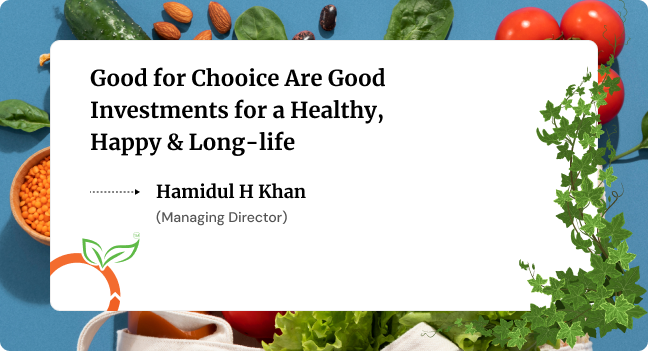 Good for Chooice Are Good
Investments for a Healthy,
Happy & Long-life
Hamidul H Khan
(Managing Director)